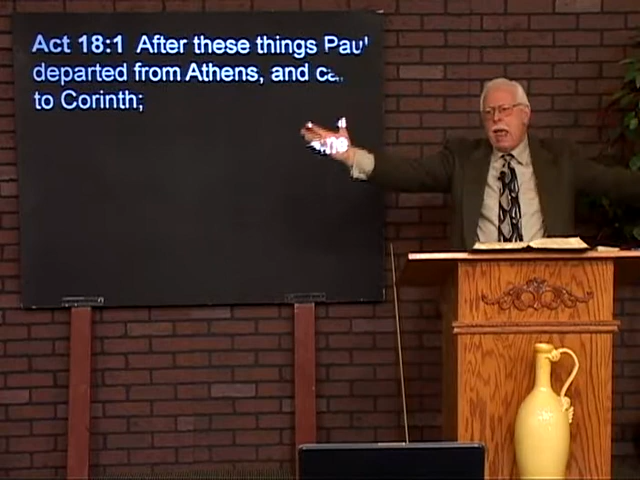 Act 18:1 After these things Paul
departed from Athens, and
to Corinth;